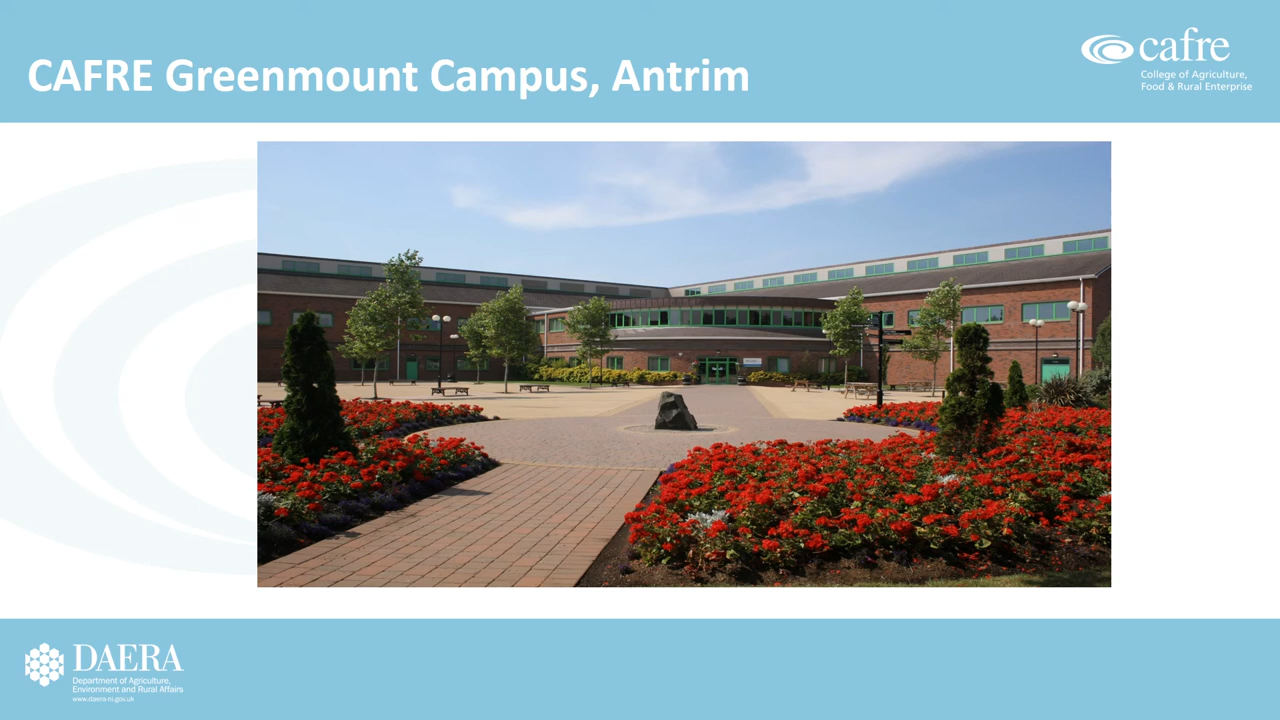 CAFRE Greenmount Campus, Antrim
cafre
College of Agriculture,
Food & Rural Enterprise
DAERA
Department of Agriculture,
Environment and Rural Affairs
www.daera-ni.gov.uk